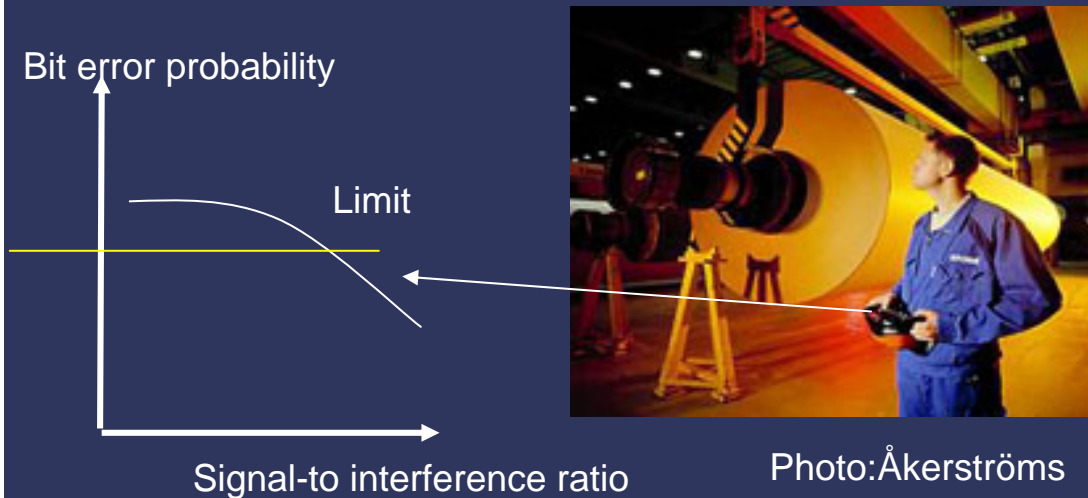 Bit error probability
Limit
Signal-to interference ratio
Photo:Åkerströms